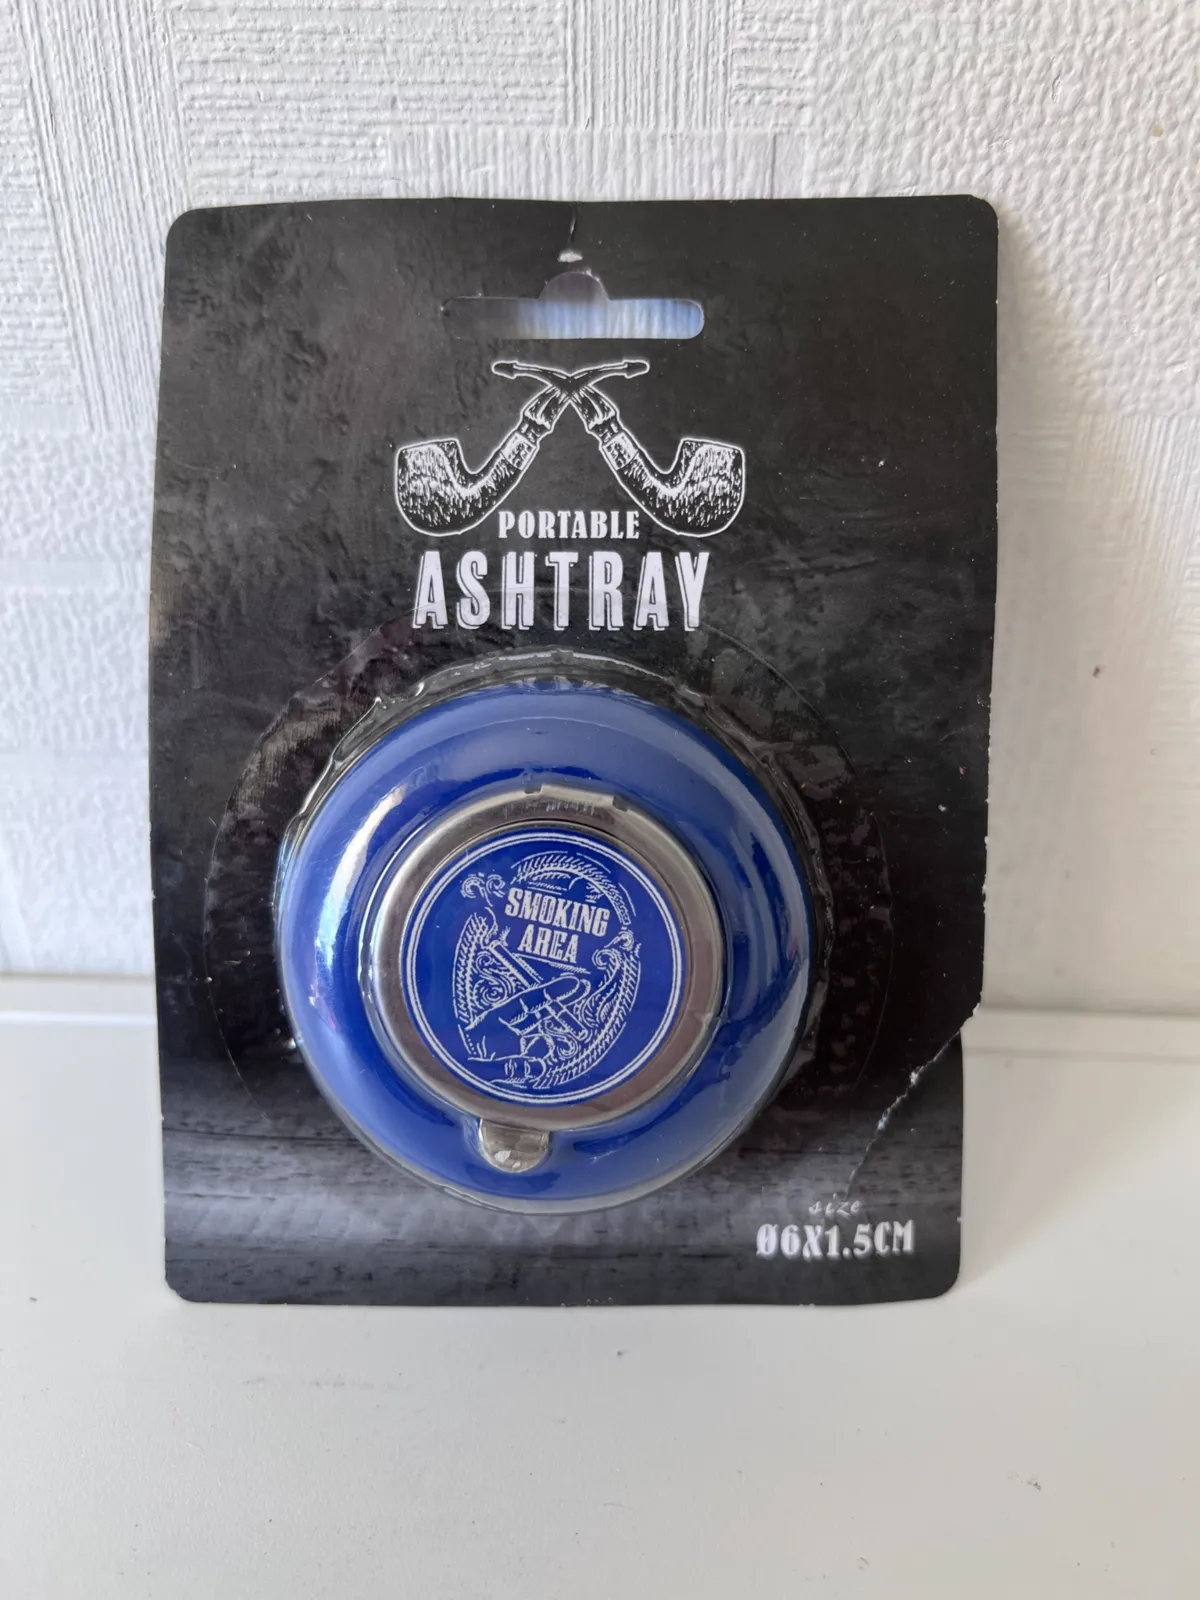 PORTABLE
ASHTRAY
SMOKING
AREA
size
Ø6X1.5CM